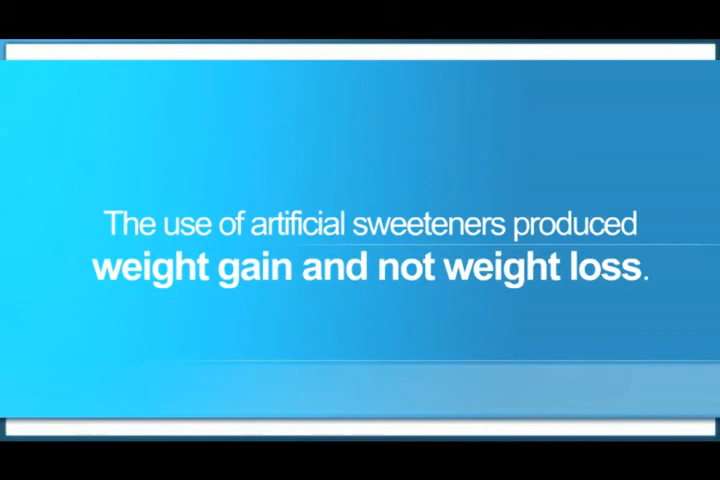 The use of artificial sweeteners produced
weight gain and not weight loss.